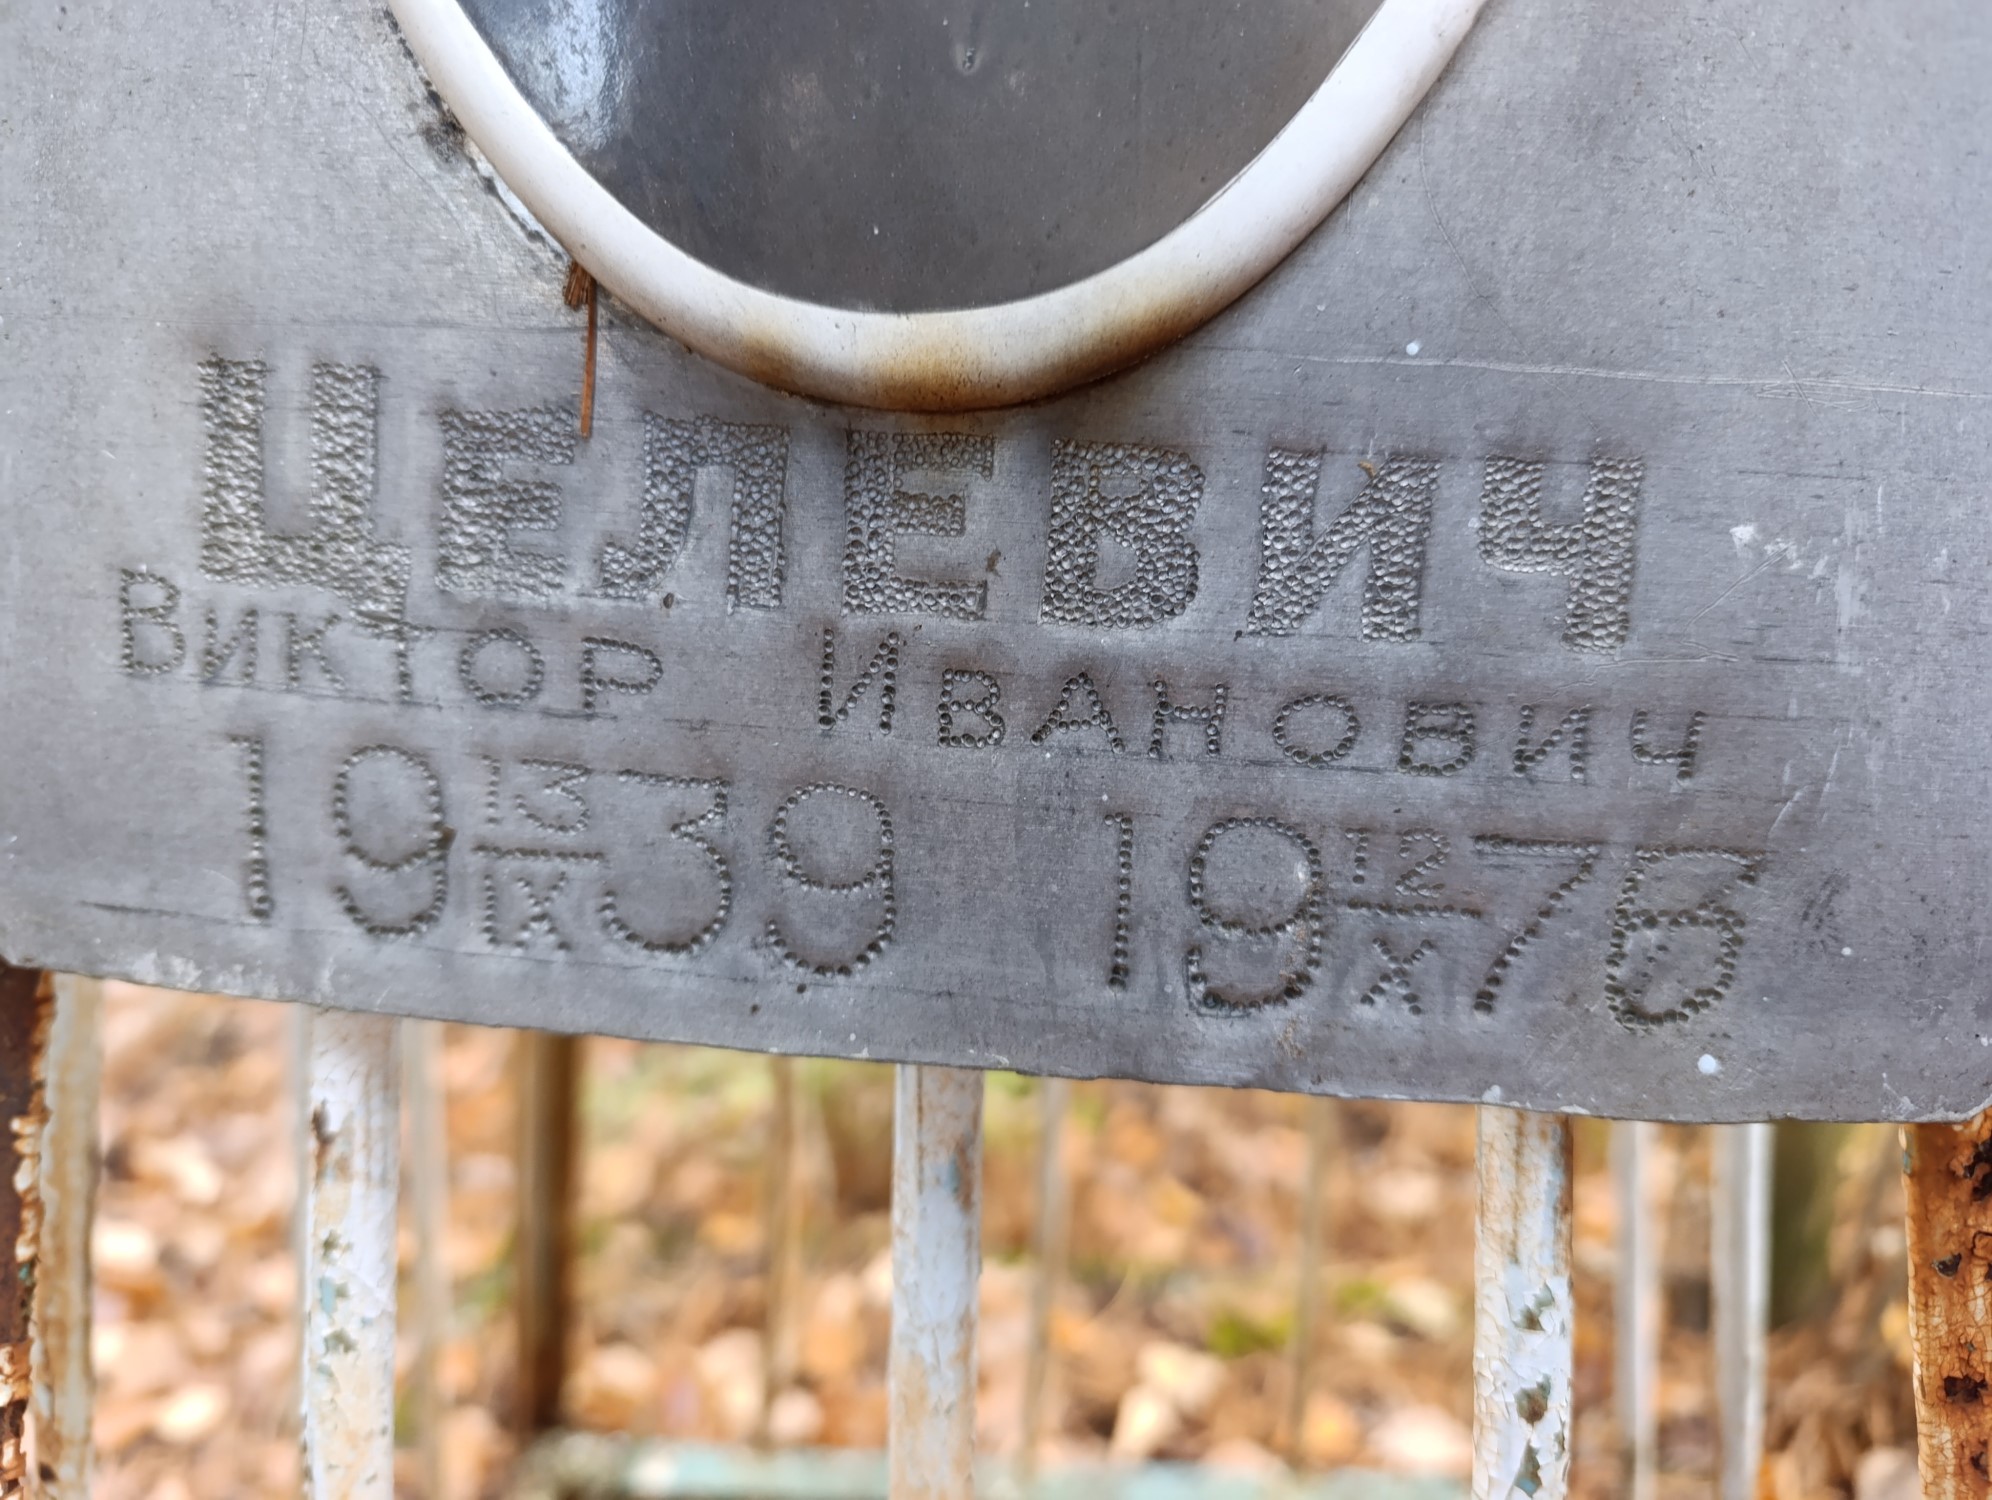 ЦЕЛЕВИЧ
ВИКТОР ИВАНОВИЧ
19 13/IX 39 19 12/X 76